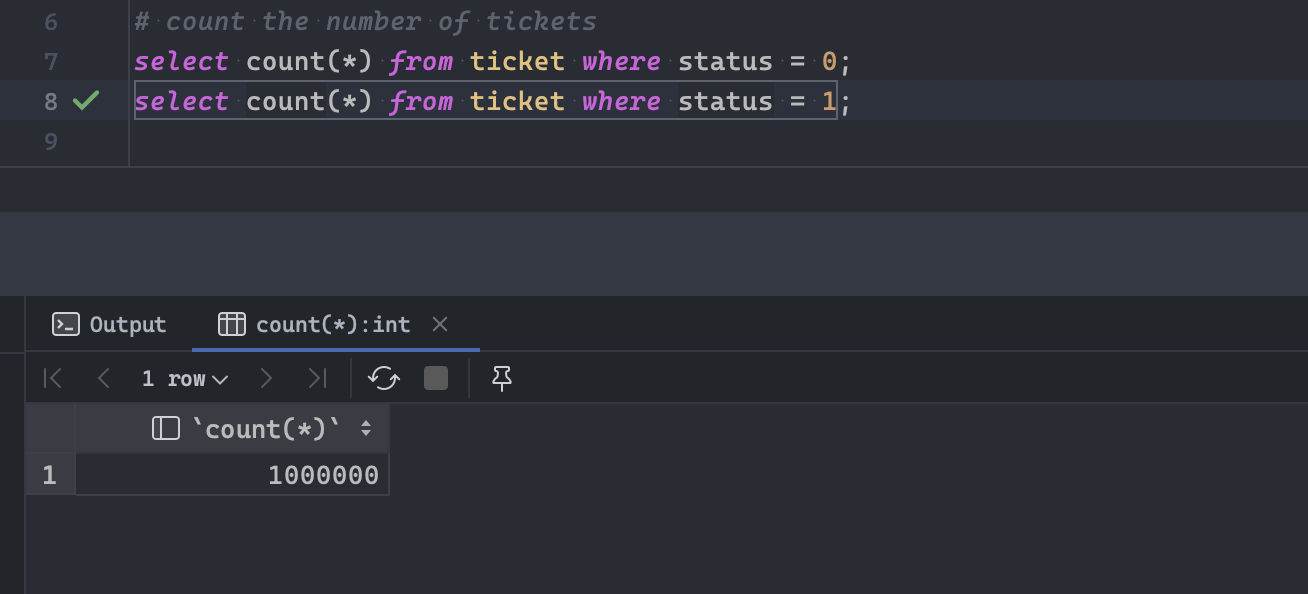 6 # count the number of tickets
7 select count(*) from ticket where status = 0;
8 select count(*) from ticket where status = 1;
9
Output count(*):int
1 row
`count(*)`
1 1000000